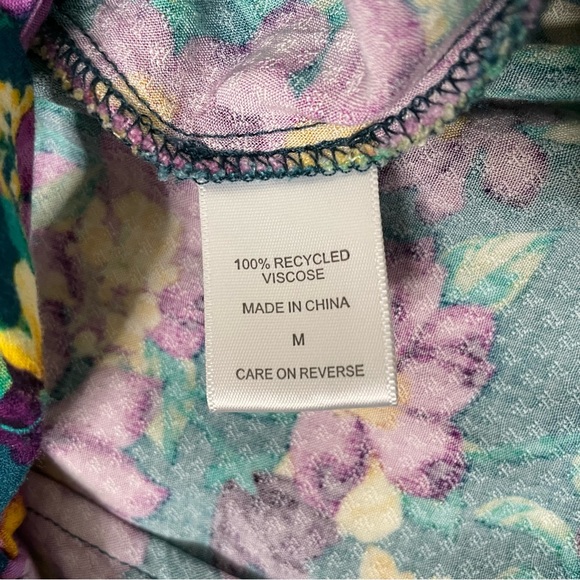 100% RECYCLED
VISCOSE
MADE IN CHINA
M
CARE ON REVERSE